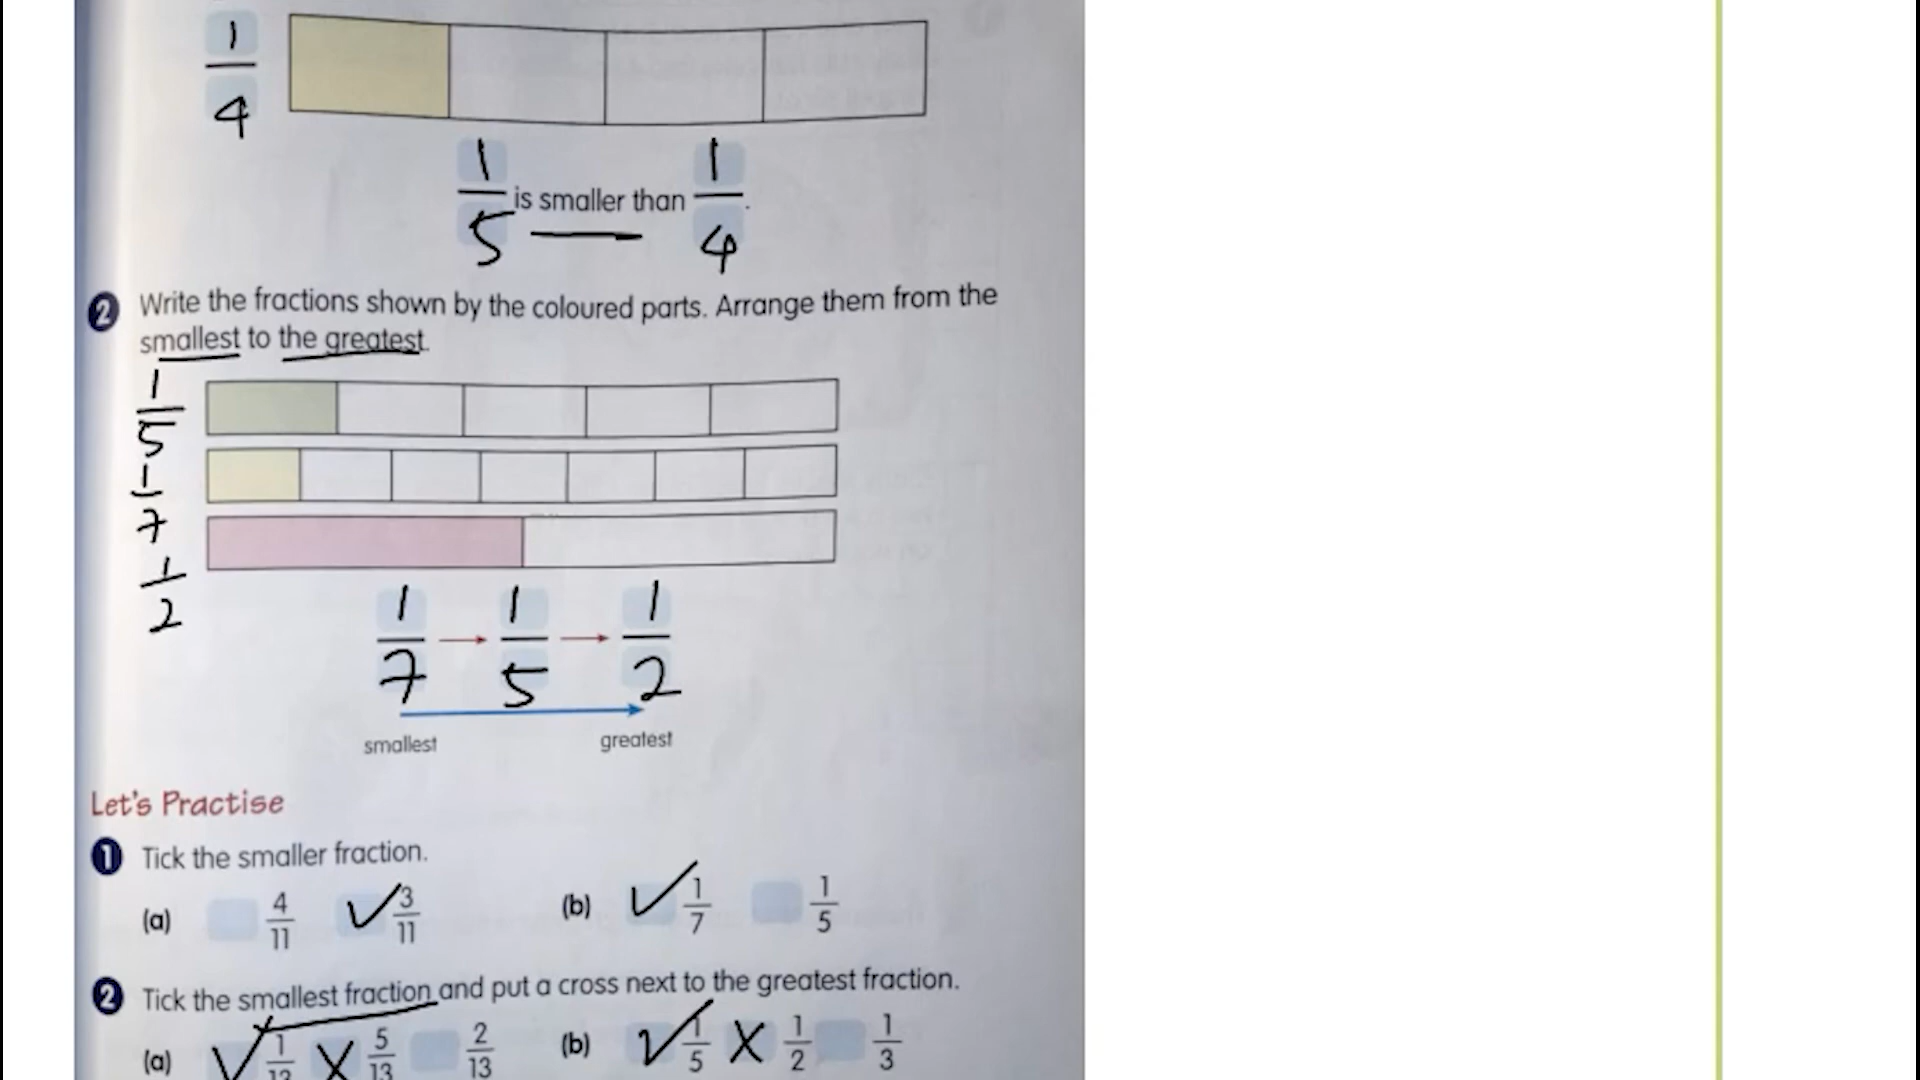 1/4
1/5 is smaller than 1/4.
2 Write the fractions shown by the coloured parts. Arrange them from the
smallest to the greatest.
1/5
1/7
1/2
1/7 → 1/5 → 1/2
smallest greatest
Let's Practise
1 Tick the smaller fraction.
(a) 4/11 ✓ 3/11 (b) ✓ 1/7 1/5
2 Tick the smallest fraction and put a cross next to the greatest fraction.
(a) ✓ 1/13 X 5/13 2/13 (b) ✓ 1/5 X 1/2 1/3